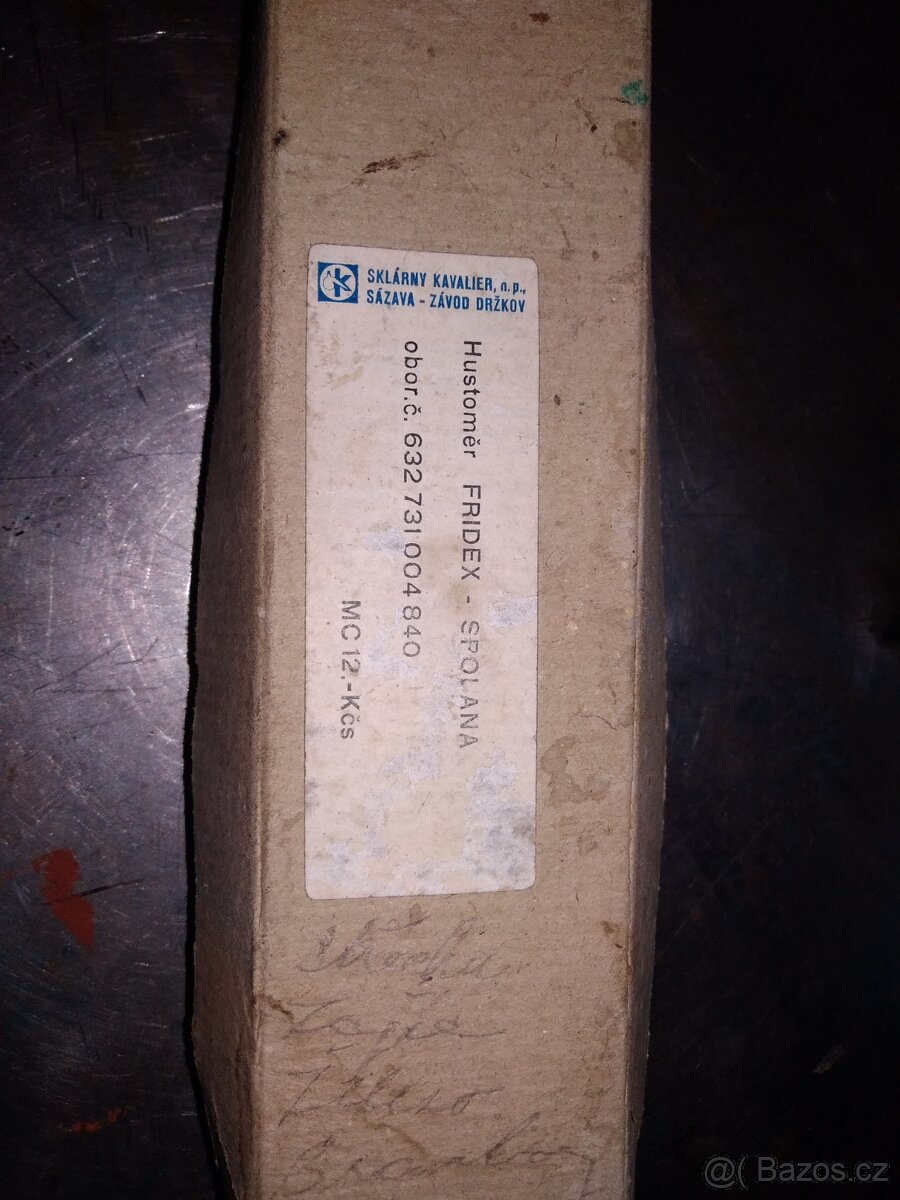 SKLÁRNY KAVALIER, n.p.,
SÁZAVA - ZÁVOD DRŽKOV
Hustoměr FRIDEX - SPOLANA
obor.č. 632 731 004 840
MC 12.-Kčs
@( Bazos.cz